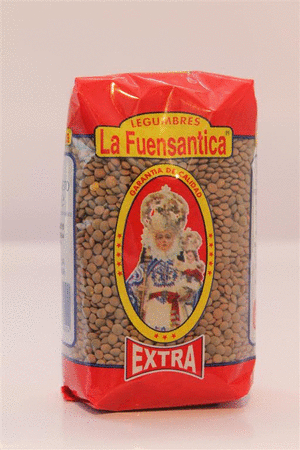 LEGUMBRES
La Fuensantica
GARANTIA DE CALIDAD
EXTRA